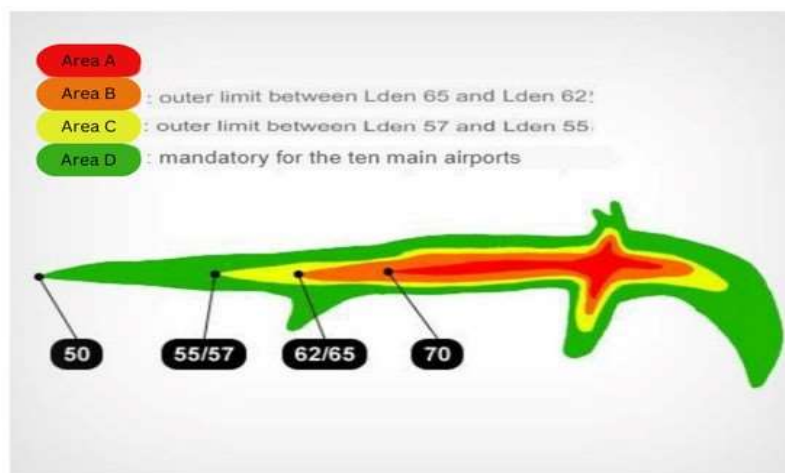 Area A
Area B : outer limit between Lden 65 and Lden 62
Area C : outer limit between Lden 57 and Lden 55
Area D : mandatory for the ten main airports
50 55/57 62/65 70